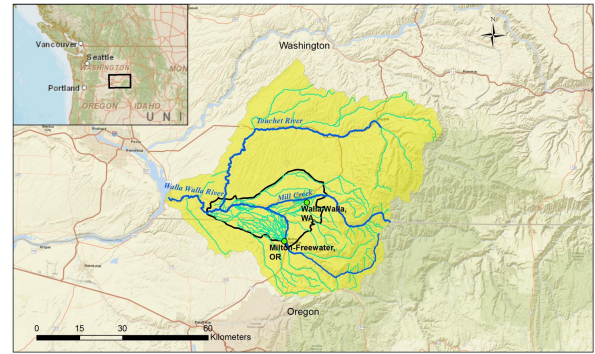 Vancouver
Seattle
WASHINGTON
MON
Portland
OREGON
IDAHO
UNI
Washington
N
Touchet River
Walla Walla River
Mill Creek
Walla Walla,
WA
Milton-Freewater,
OR
Oregon
0 15 30 60
Kilometers